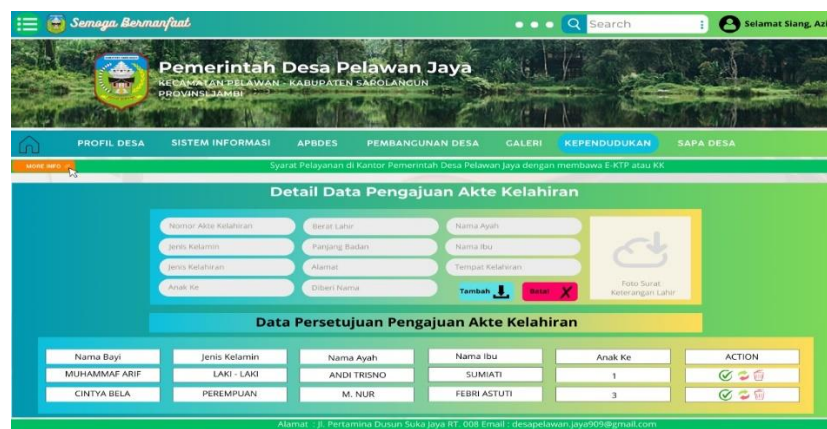 Semoga Bermanfaat
Search
Selamat Siang, Azi
Pemerintah Desa Pelawan Jaya
KECAMATAN PELAWAN - KABUPATEN SAROLANGUN
PROVINSI JAMBI
PROFIL DESA SISTEM INFORMASI APBDES PEMBANGUNAN DESA GALERI KEPENDUDUKAN SAPA DESA
MORE INFO
Syarat Pelayanan di Kantor Pemerintah Desa Pelawan Jaya dengan membawa E-KTP atau KK
Detail Data Pengajuan Akte Kelahiran
Nomor Akte Kelahiran Berat Lahir Nama Ayah
Jenis Kelamin Panjang Badan Nama Ibu
Jenis Kelahiran Alamat Tempat Kelahiran
Anak Ke Diberi Nama Tambah Batal
Foto Surat
Keterangan Lahir
Data Persetujuan Pengajuan Akte Kelahiran
Nama Bayi Jenis Kelamin Nama Ayah Nama Ibu Anak Ke ACTION
MUHAMMAF ARIF LAKI - LAKI ANDI TRISNO SUMIATI 1
CINTYA BELA PEREMPUAN M. NUR FEBRI ASTUTI 3
Alamat : Jl. Pertamina Dusun Suka Jaya RT. 008 Email : desapelawan.jaya909@gmail.com